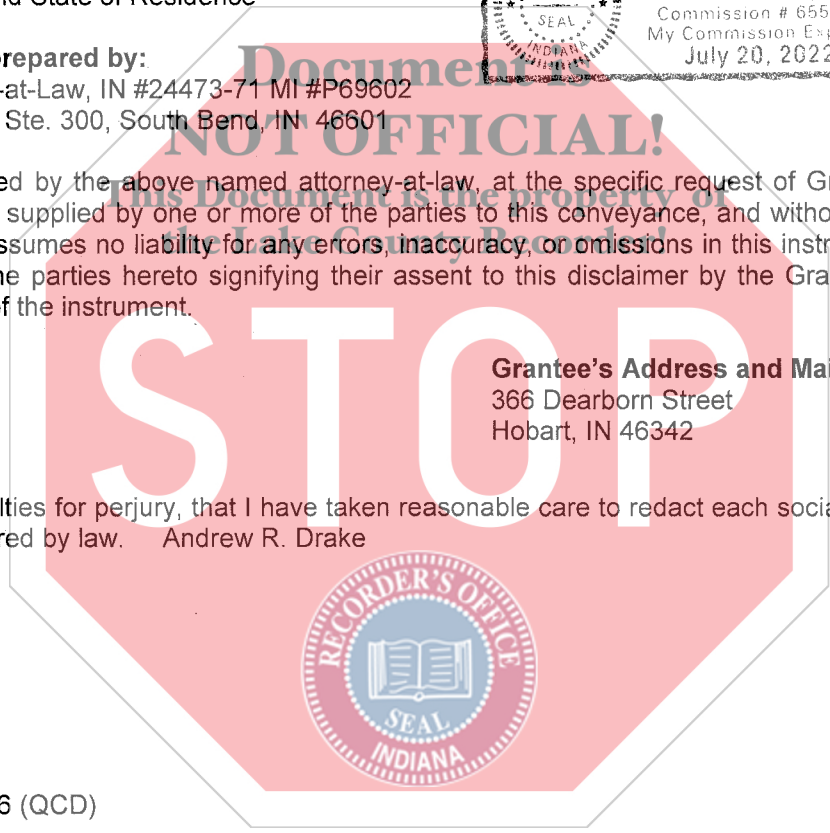 nd State of Residence
SEAL
INDIANA
Commission # 655
My Commission Exp
July 20, 2022
prepared by:
-at-Law, IN #24473-71 MI #P69602
Ste. 300, South Bend, IN 46601
Document is
NOT OFFICIAL!
This Document is the property of
the Lake County Recorder!
ed by the above named attorney-at-law, at the specific request of Gr
supplied by one or more of the parties to this conveyance, and witho
ssumes no liability for any errors, inaccuracy, or omissions in this instr
he parties hereto signifying their assent to this disclaimer by the Gra
of the instrument.
STOP
Grantee's Address and Mai
366 Dearborn Street
Hobart, IN 46342
lties for perjury, that I have taken reasonable care to redact each socia
red by law. Andrew R. Drake
RECORDER'S OFFICE
SEAL
INDIANA
6 (QCD)